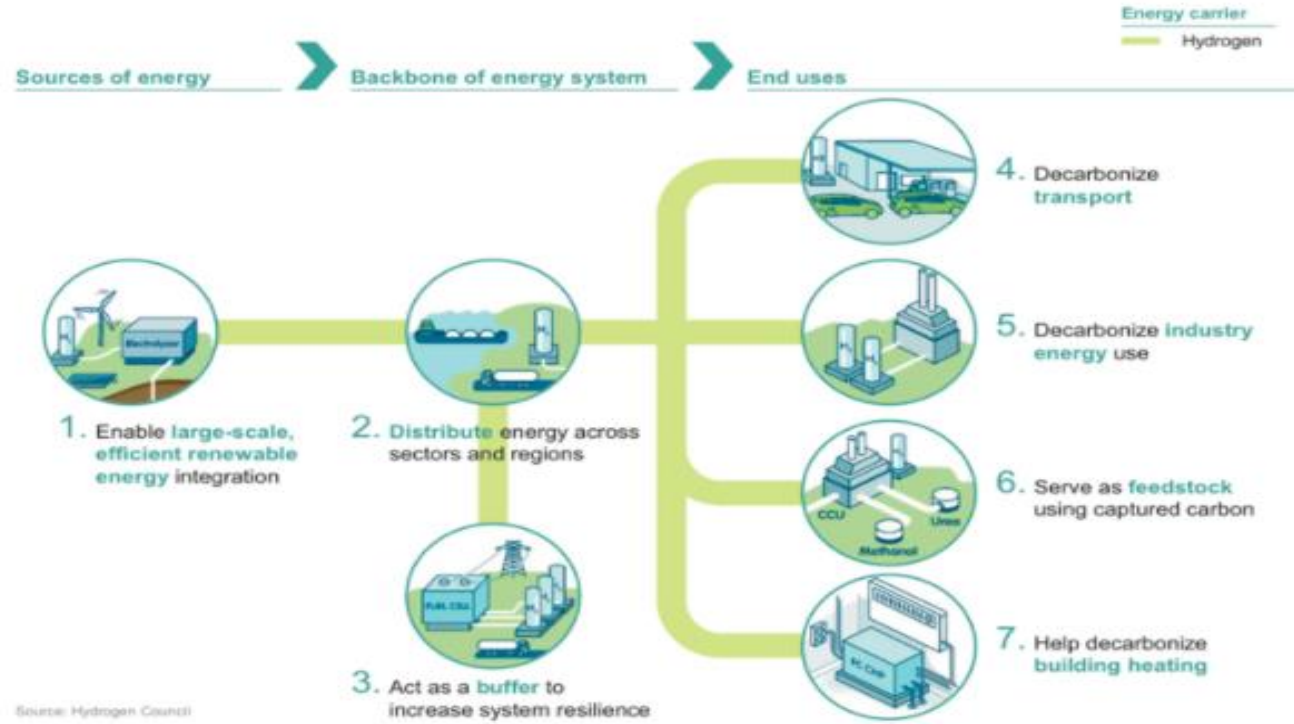 Energy carrier
Hydrogen
Sources of energy
Backbone of energy system
End uses
4. Decarbonize
transport
Electrolyzer
5. Decarbonize industry
energy use
1. Enable large-scale,
efficient renewable
energy integration
2. Distribute energy across
sectors and regions
6. Serve as feedstock
using captured carbon
CCU
Urea
Methanol
FUEL CELL
7. Help decarbonize
building heating
3. Act as a buffer to
increase system resilience
Source: Hydrogen Council